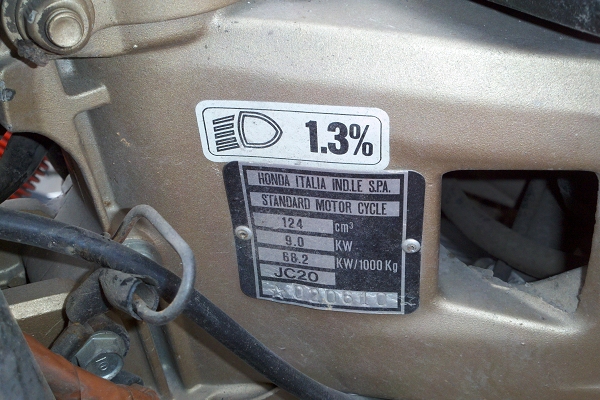 1.3%
HONDA ITALIA IND.LE S.P.A.
STANDARD MOTOR CYCLE
124 cm³
9.0 KW
68.2 KW/1000 Kg
JC20